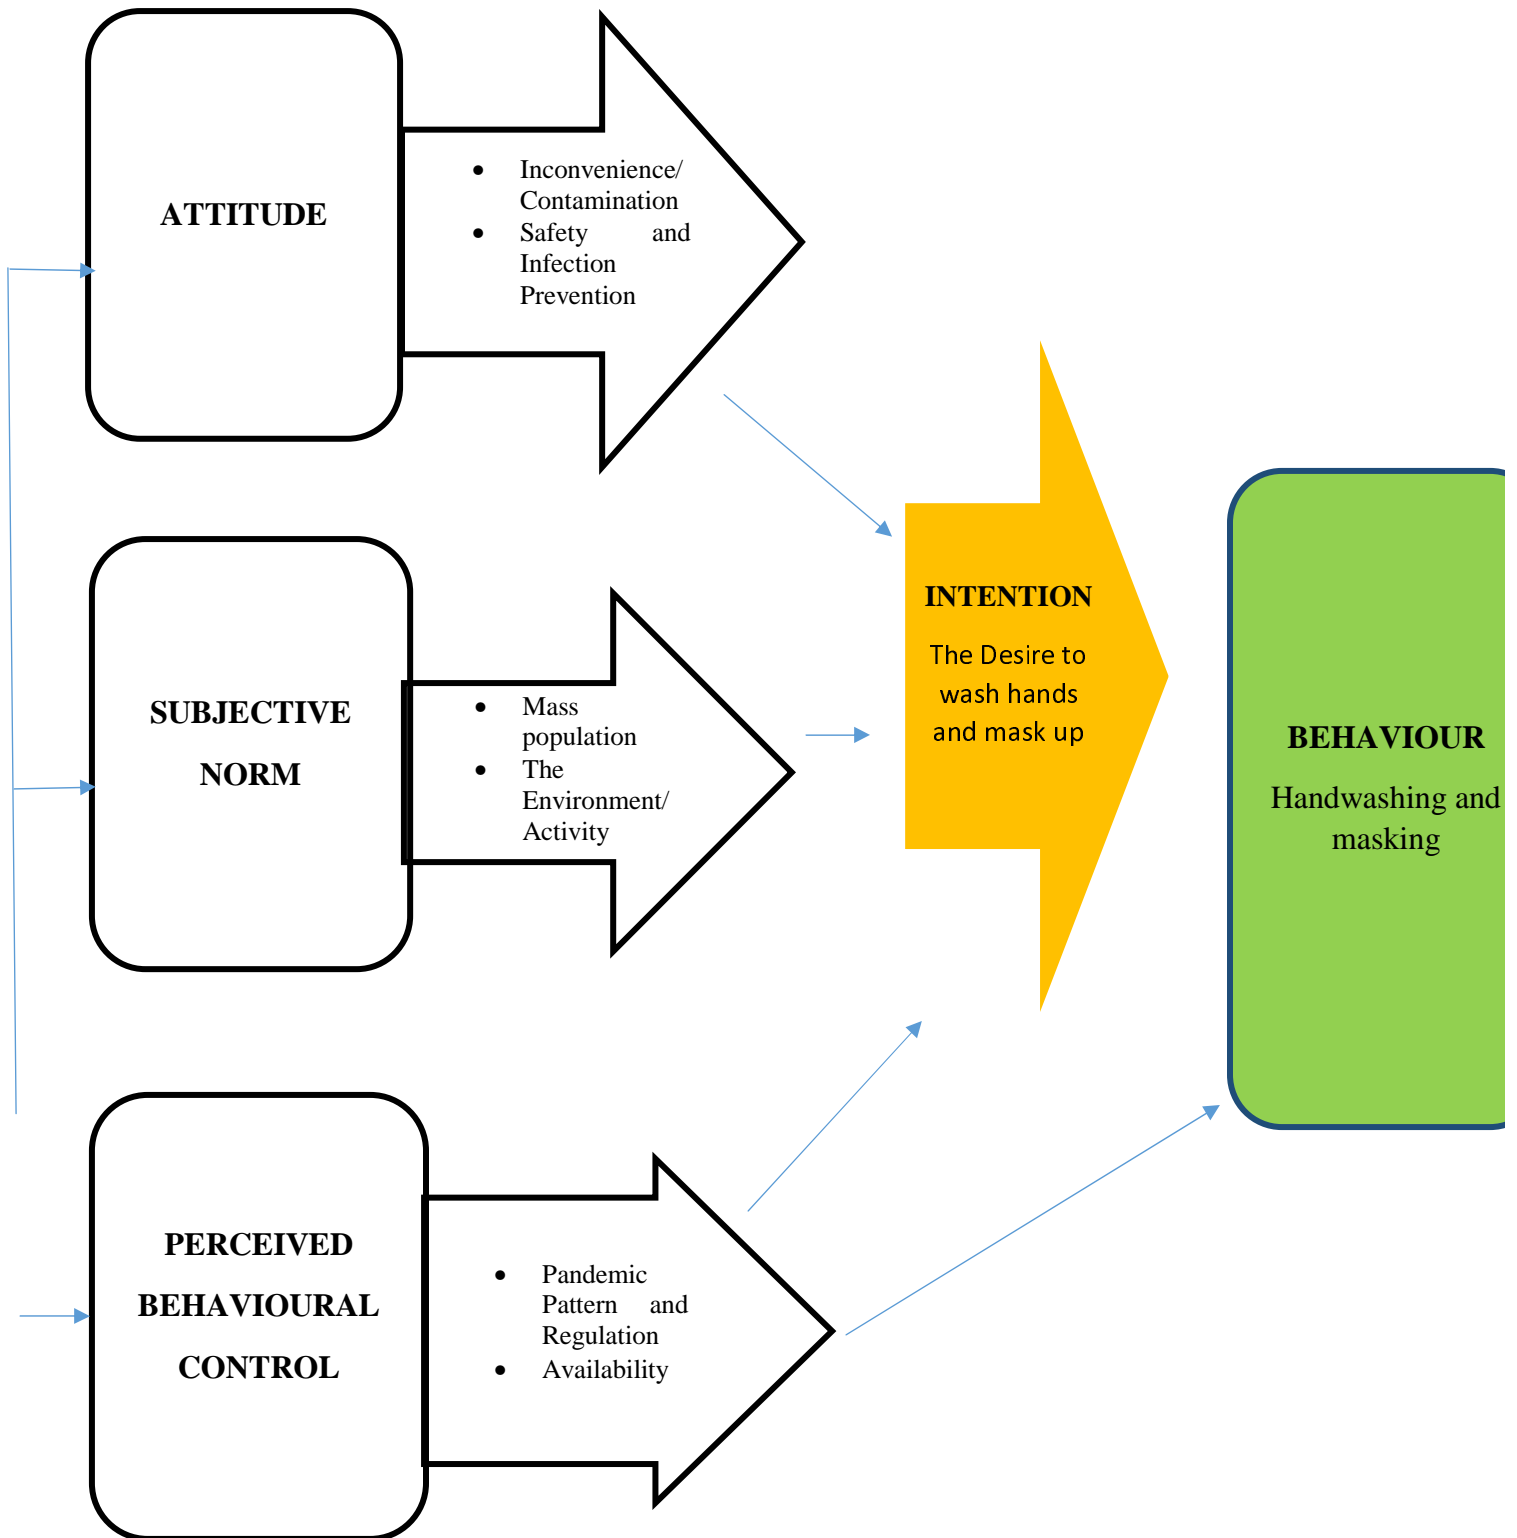 ATTITUDE
• Inconvenience/
Contamination
• Safety and
Infection
Prevention
SUBJECTIVE
NORM
• Mass
population
• The
Environment/
Activity
PERCEIVED
BEHAVIOURAL
CONTROL
• Pandemic
Pattern and
Regulation
• Availability
INTENTION
The Desire to
wash hands
and mask up
BEHAVIOUR
Handwashing and
masking